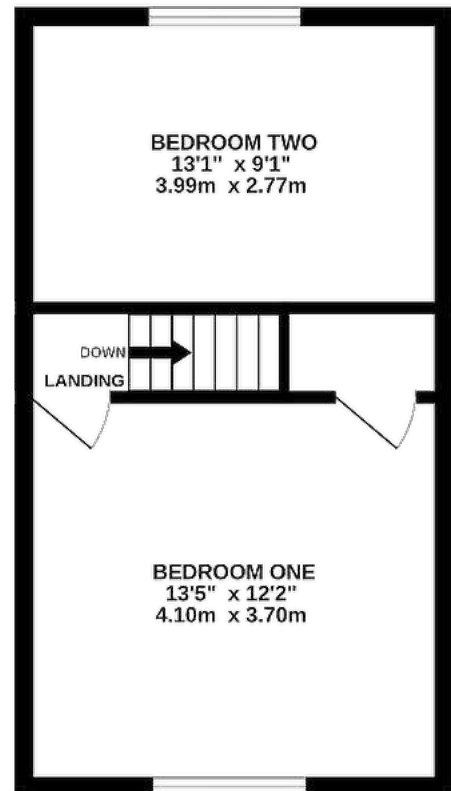 BEDROOM TWO
13'1" x 9'1"
3.99m x 2.77m
DOWN
LANDING
BEDROOM ONE
13'5" x 12'2"
4.10m x 3.70m